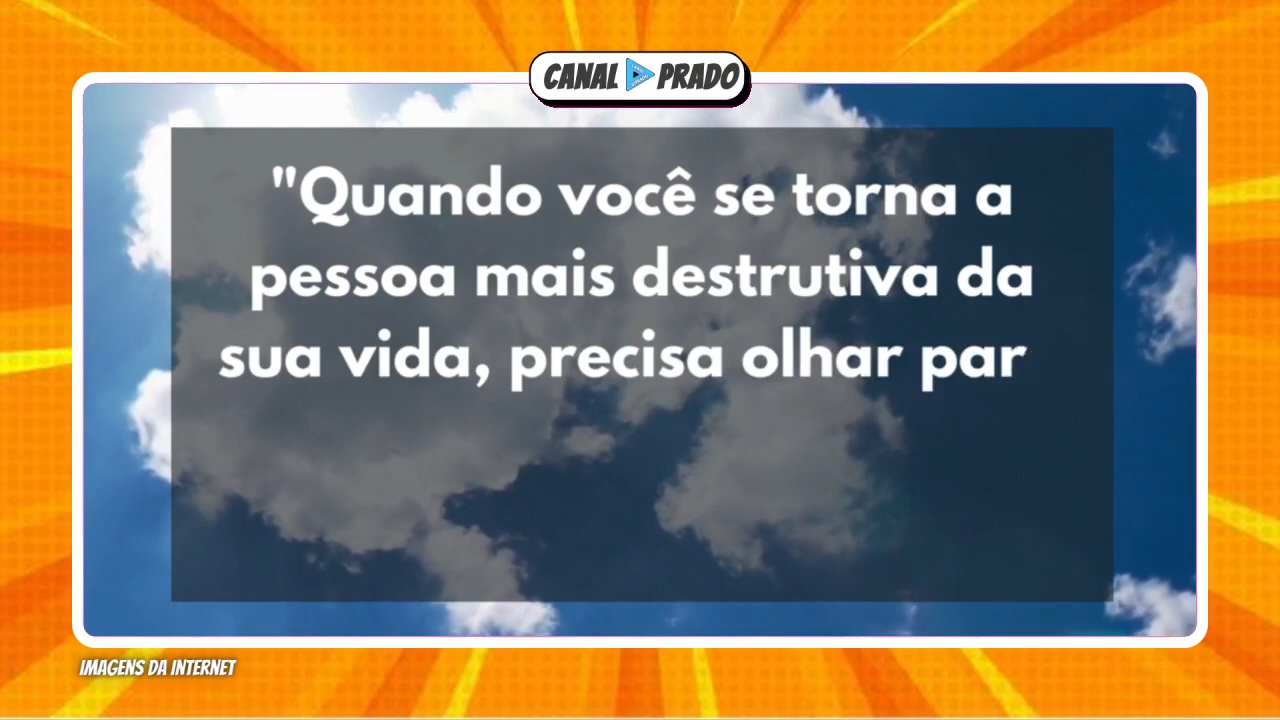 CANAL PRADO
"Quando você se torna a
pessoa mais destrutiva da
sua vida, precisa olhar par
IMAGENS DA INTERNET